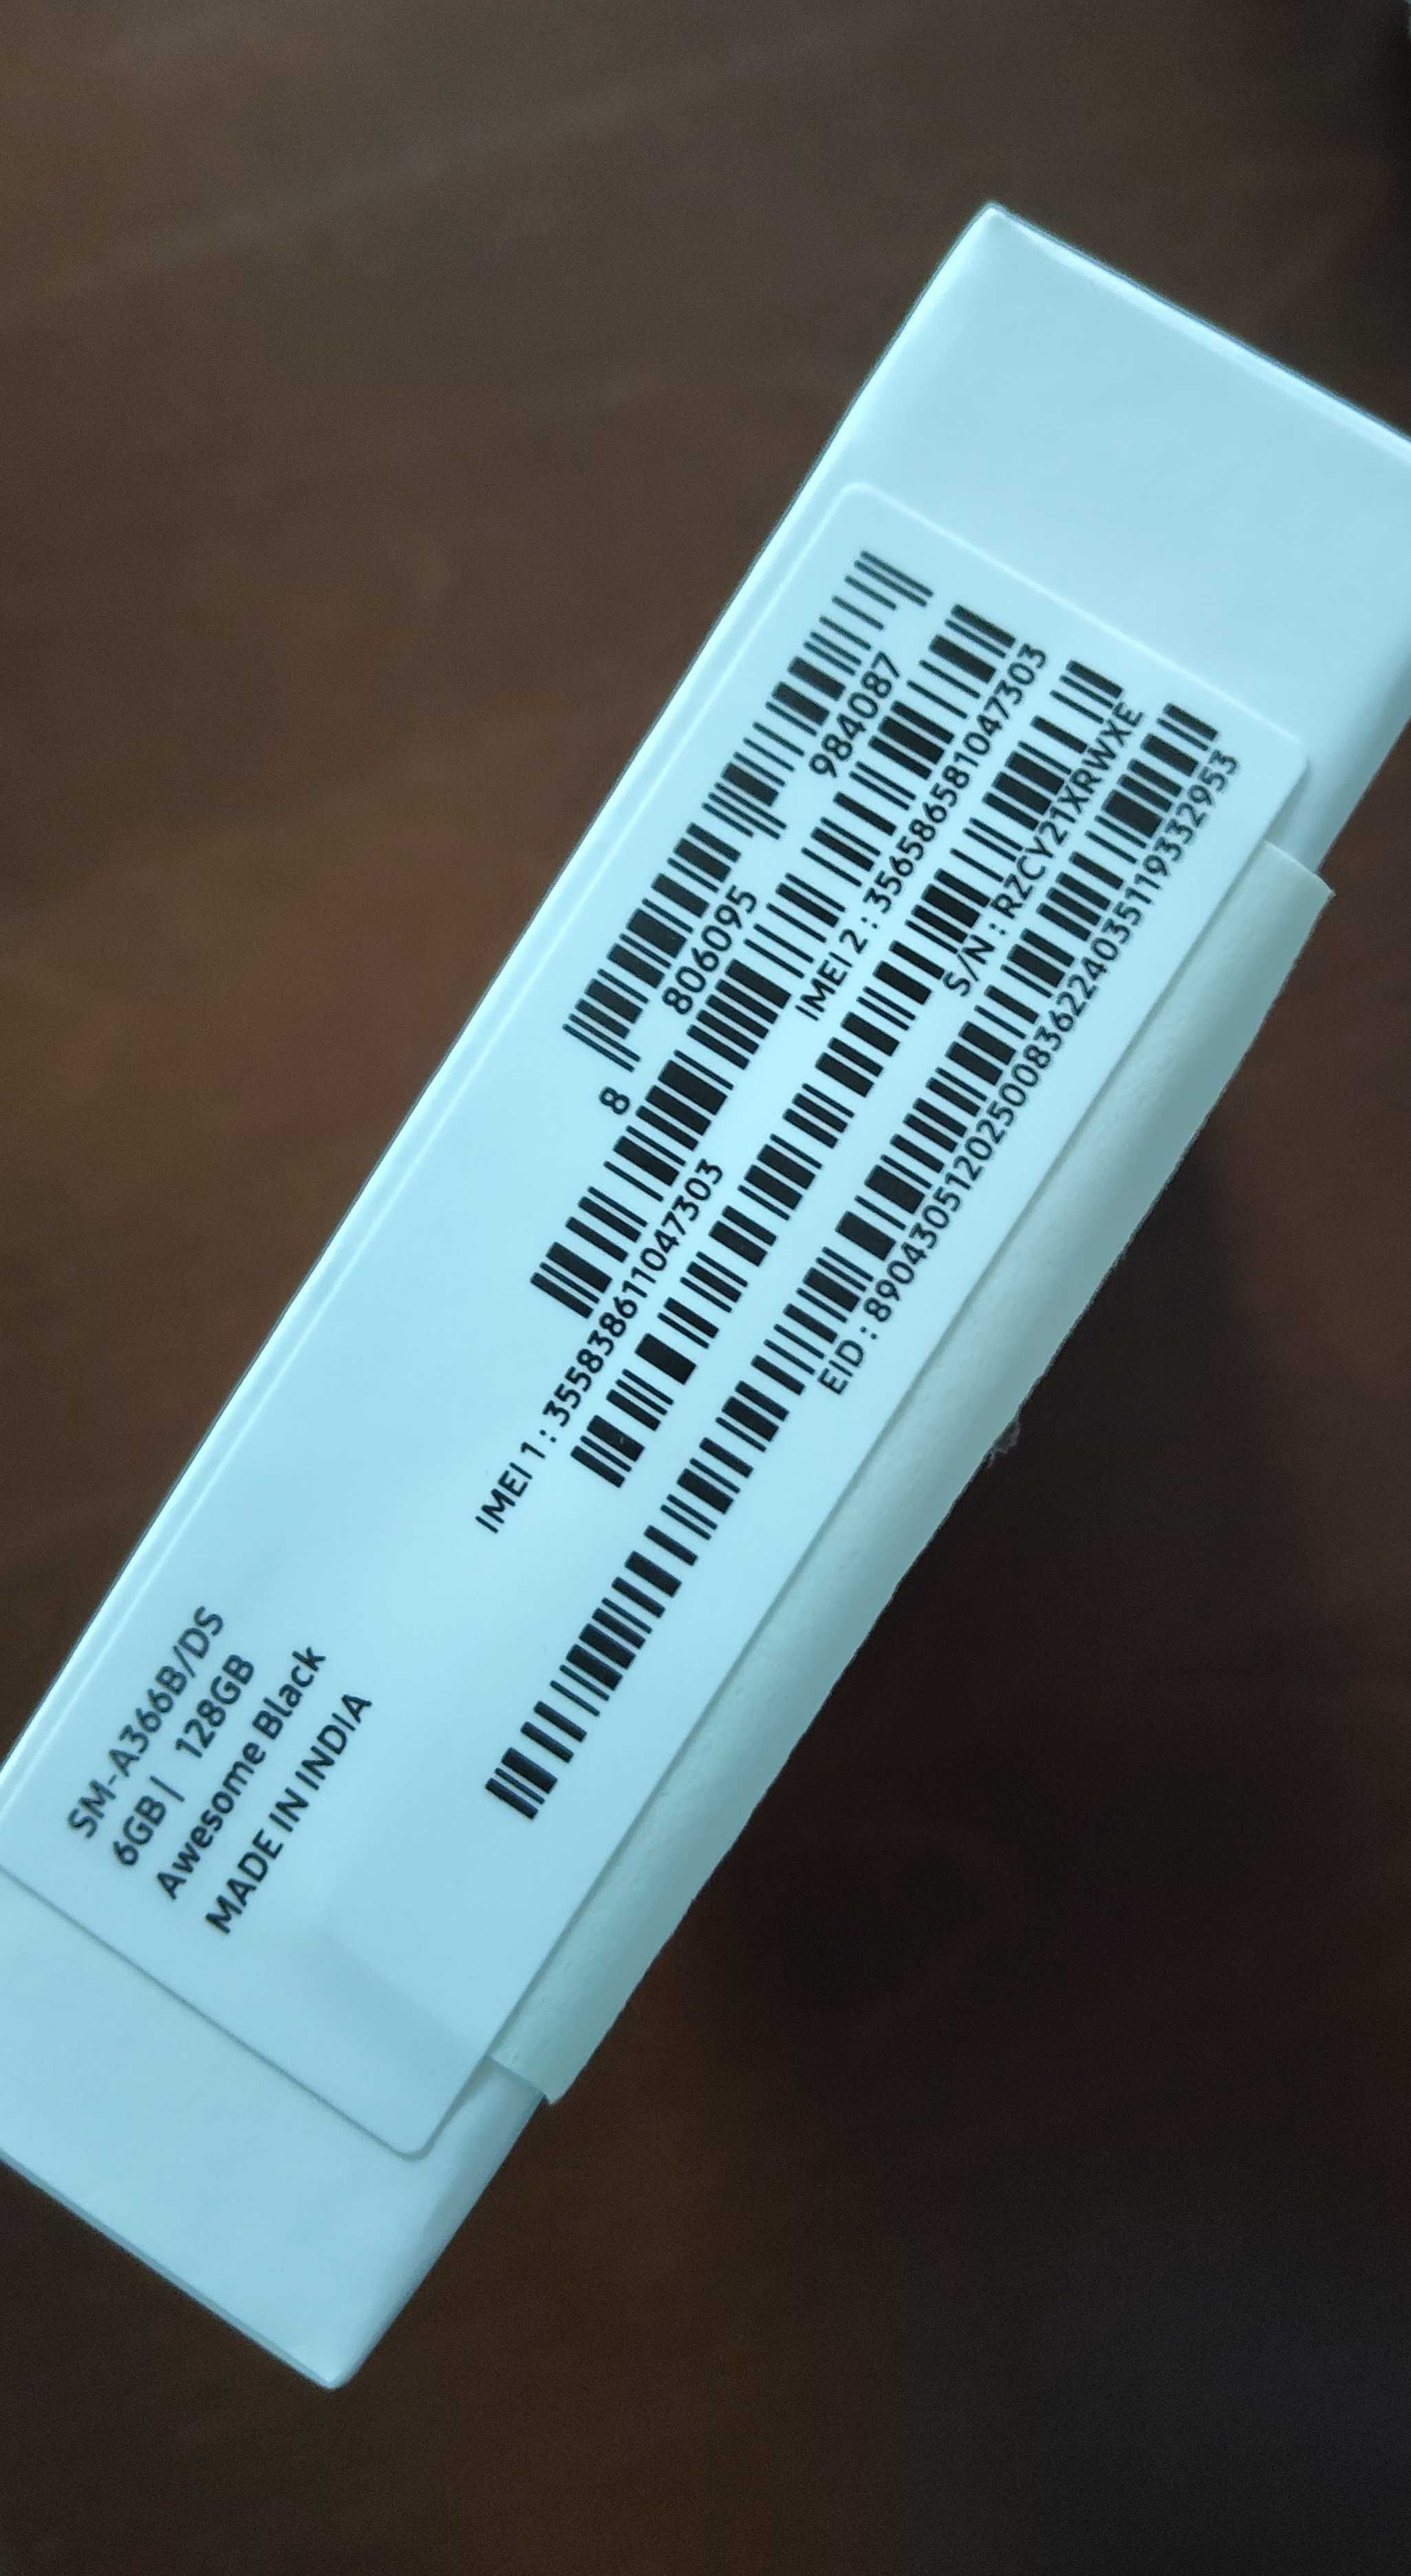 SM-A366B/DS
6GB | 128GB
Awesome Black
MADE IN INDIA
8 806095 984087
IMEI 1 : 355838611047303
IMEI 2 : 356586581047303
S/N : RZCY21XRWXE
EID : 89043051202500836224035119332953